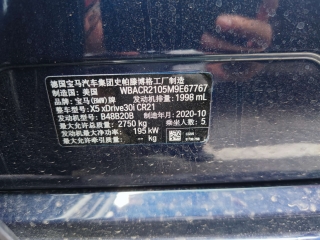 德国宝马汽车集团史帕滕博格工厂制造
制造国：美国 WBACR2105M9E67767
品牌：宝马(BMW)牌 发动机排量：1998 mL
整车型号：X5 xDrive30i CR21
发动机型号：B48B20B 制造年月：2020-10
最大允许总质量：2750 kg 乘坐人数：5
发动机最大净功率：195 kW
最大允许牵引质量：-- kg